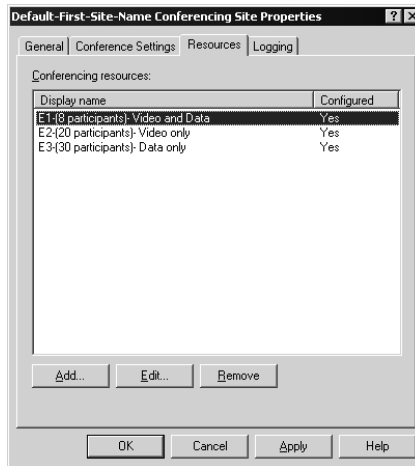 Default-First-Site-Name Conferencing Site Properties
General Conference Settings Resources Logging
Conferencing resources:
Display name Configured
E1-(8 participants)- Video and Data Yes
E2-(20 participants)- Video only Yes
E3-(30 participants)- Data only Yes
Add... Edit... Remove
OK Cancel Apply Help